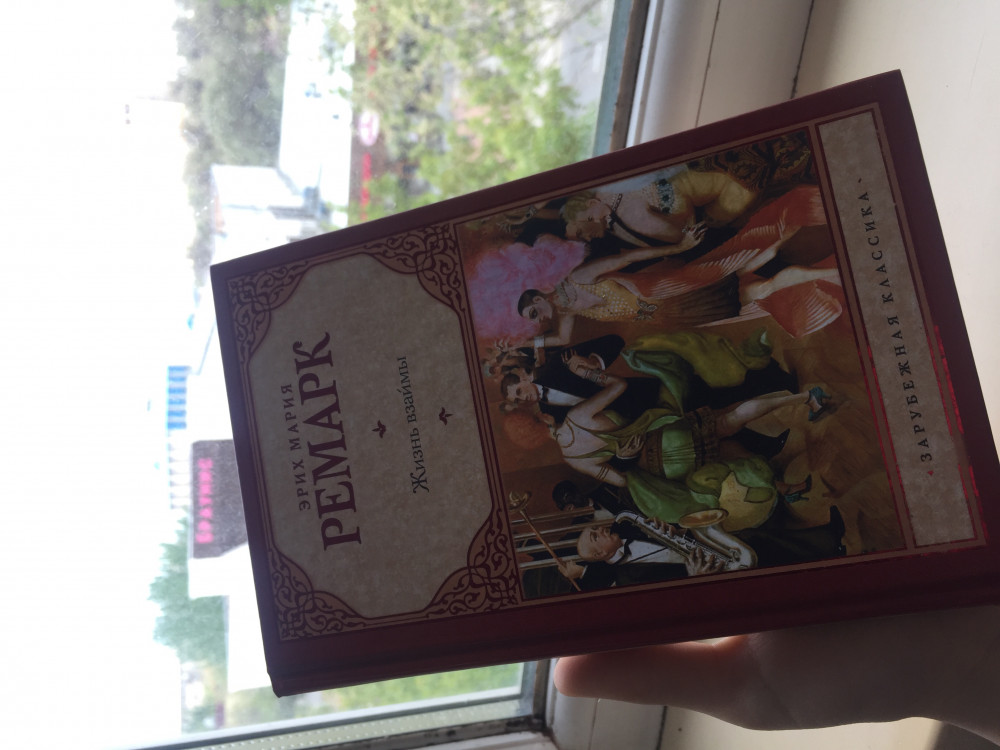 ЭРИХ МАРИЯ
РЕМАРК
Жизнь взаймы
• ЗАРУБЕЖНАЯ КЛАССИКА •